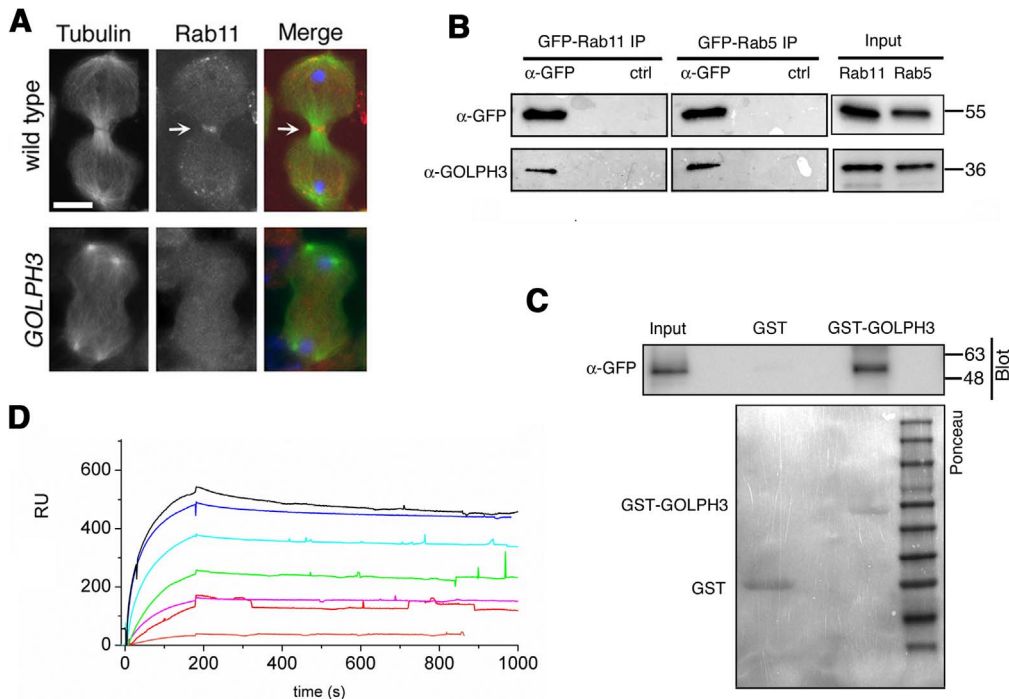 A
Tubulin Rab11 Merge
wild type
GOLPH3
B
GFP-Rab11 IP GFP-Rab5 IP Input
α-GFP ctrl α-GFP ctrl Rab11 Rab5
α-GFP 55
α-GOLPH3 36
C
Input GST GST-GOLPH3
α-GFP 63
48
Blot
Ponceau
GST-GOLPH3
GST
D
RU
600
400
200
0
0 200 400 600 800 1000
time (s)